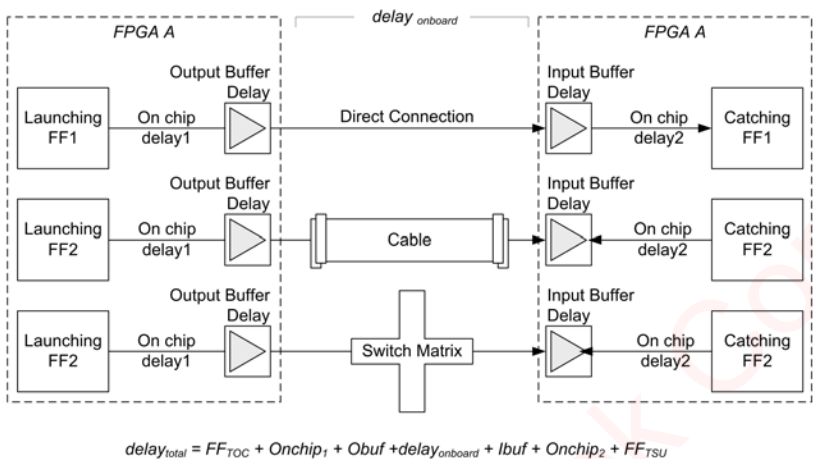 delay onboard
FPGA A
FPGA A
Output Buffer
Delay
Input Buffer
Delay
Launching
FF1
On chip
delay1
Direct Connection
On chip
delay2
Catching
FF1
Output Buffer
Delay
Input Buffer
Delay
Launching
FF2
On chip
delay1
Cable
On chip
delay2
Catching
FF2
Output Buffer
Delay
Input Buffer
Delay
Launching
FF2
On chip
delay1
Switch Matrix
On chip
delay2
Catching
FF2
delaytotal = FFTOC + Onchip1 + Obuf +delayonboard + Ibuf + Onchip2 + FFTSU